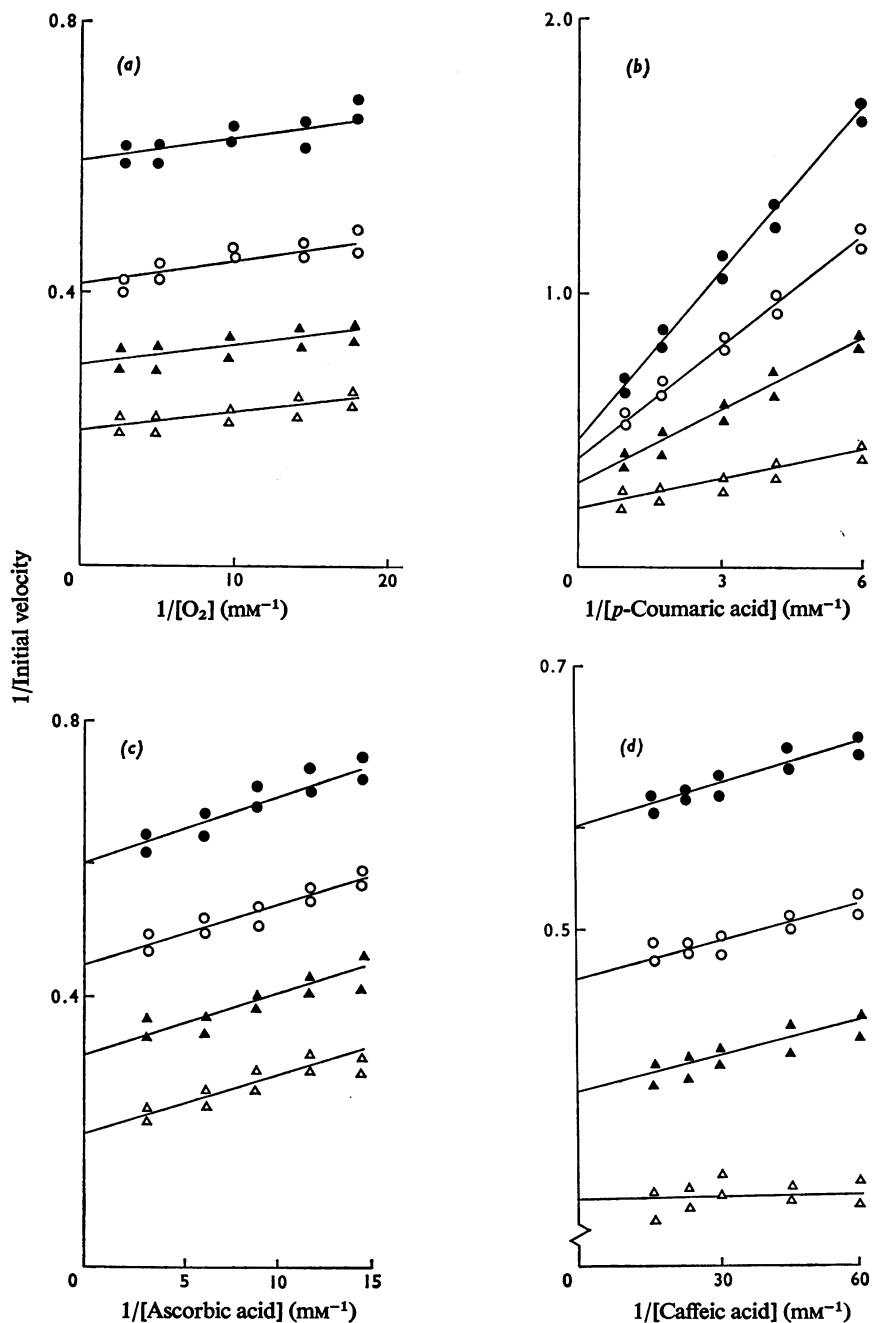 1/Initial velocity
(a)
0.8
0.4
0
10
20
1/[O₂] (mM⁻¹)
(b)
2.0
1.0
0
3
6
1/[p-Coumaric acid] (mM⁻¹)
(c)
0.8
0.4
0
5
10
15
1/[Ascorbic acid] (mM⁻¹)
(d)
0.7
0.5
0
30
60
1/[Caffeic acid] (mM⁻¹)